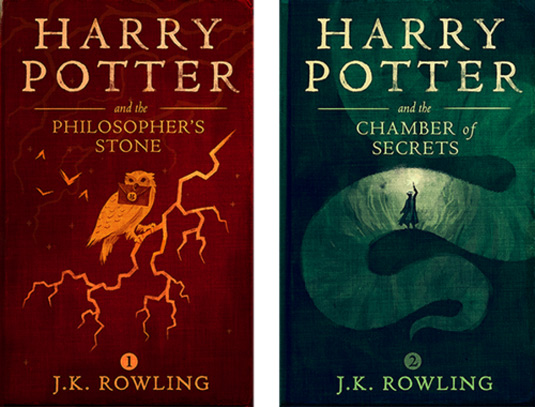 HARRY
POTTER
and the
PHILOSOPHER'S
STONE
1
J.K. ROWLING
HARRY
POTTER
and the
CHAMBER of
SECRETS
2
J.K. ROWLING